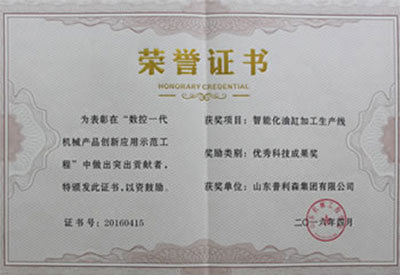 荣誉证书
HONORARY CREDENTIAL
为表彰在“数控一代
机械产品创新应用示范工
程”中做出突出贡献者，
特颁发此证书，以资鼓励。
证书号：20160415
获奖项目：智能化油缸加工生产线
奖励类别：优秀科技成果奖
获奖单位：山东普利森集团有限公司
二〇一六年四月